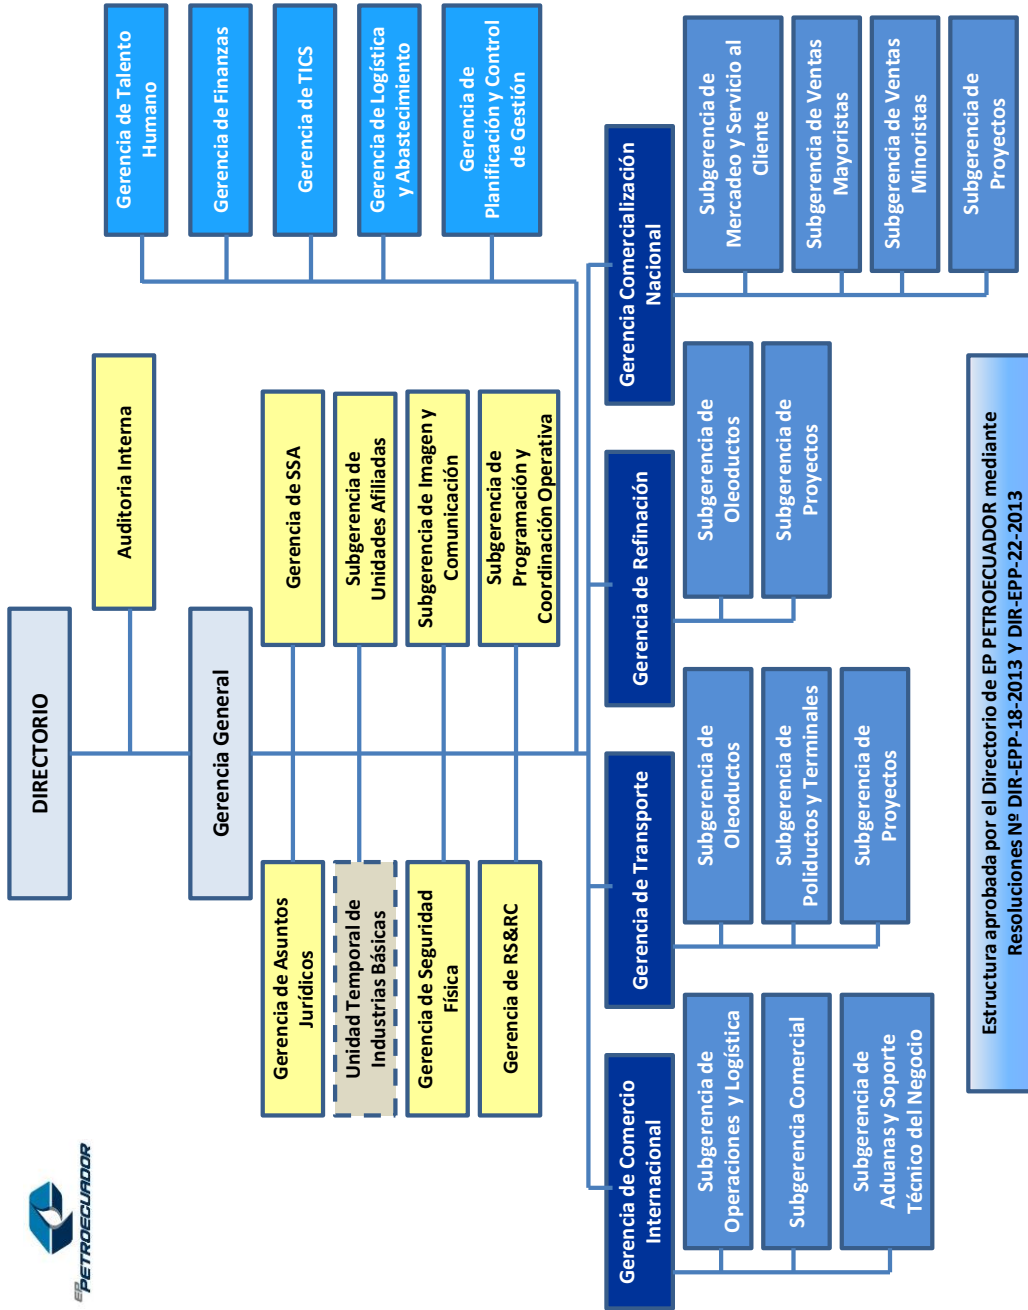 EP
PETROECUADOR
DIRECTORIO
Auditoria Interna
Gerencia General
Gerencia de Asuntos
Jurídicos
Gerencia de SSA
Unidad Temporal de
Industrias Básicas
Subgerencia de
Unidades Afiliadas
Gerencia de Seguridad
Física
Subgerencia de Imagen y
Comunicación
Gerencia de RS&RC
Subgerencia de
Programación y
Coordinación Operativa
Gerencia de Talento
Humano
Gerencia de Finanzas
Gerencia de TICS
Gerencia de Logística
y Abastecimiento
Gerencia de
Planificación y Control
de Gestión
Gerencia de Comercio
Internacional
Subgerencia de
Operaciones y Logística
Subgerencia Comercial
Subgerencia de
Aduanas y Soporte
Técnico del Negocio
Gerencia de Transporte
Subgerencia de
Oleoductos
Subgerencia de
Poliductos y Terminales
Subgerencia de
Proyectos
Gerencia de Refinación
Subgerencia de
Oleoductos
Subgerencia de
Proyectos
Gerencia Comercialización
Nacional
Subgerencia de
Mercadeo y Servicio al
Cliente
Subgerencia de Ventas
Mayoristas
Subgerencia de Ventas
Minoristas
Subgerencia de
Proyectos
Estructura aprobada por el Directorio de EP PETROECUADOR mediante
Resoluciones Nº DIR-EPP-18-2013 Y DIR-EPP-22-2013